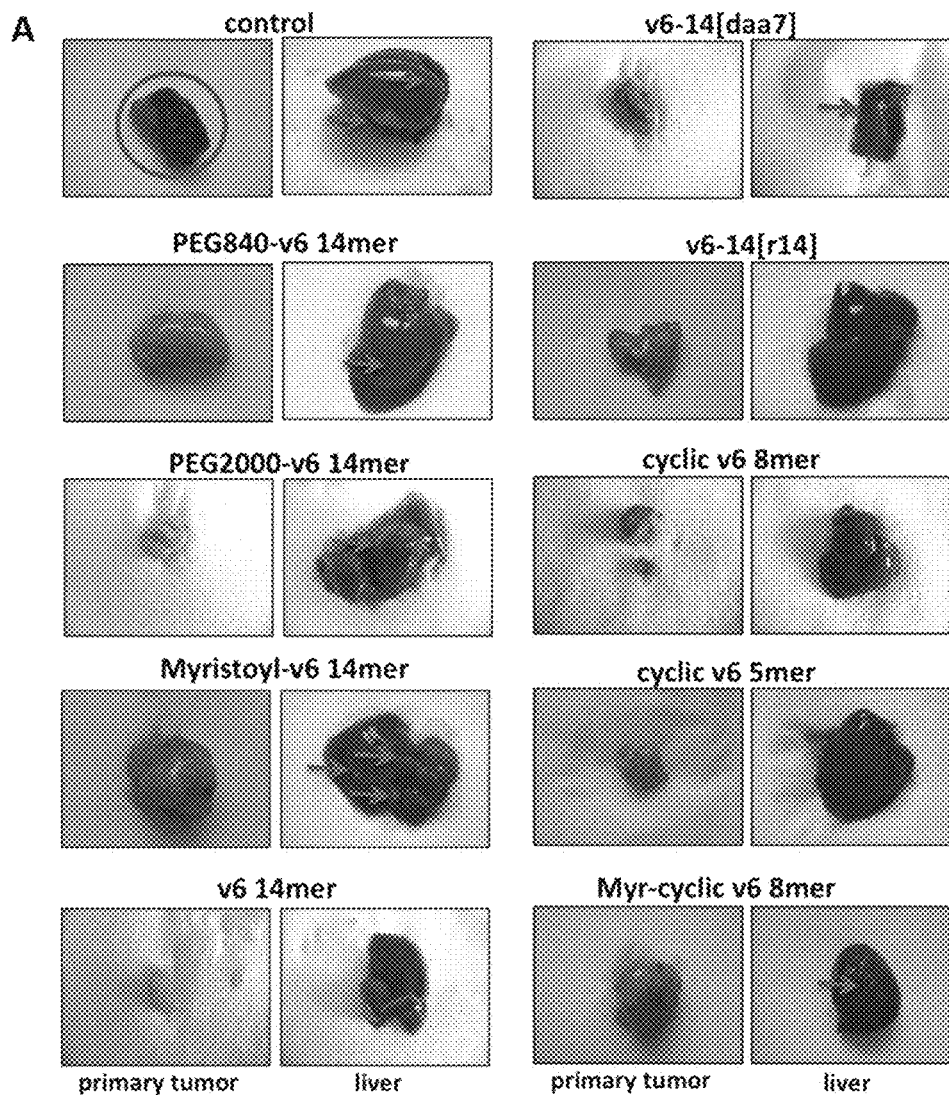 A
control
v6-14[daa7]
PEG840-v6 14mer
v6-14[r14]
PEG2000-v6 14mer
cyclic v6 8mer
Myristoyl-v6 14mer
cyclic v6 5mer
v6 14mer
Myr-cyclic v6 8mer
primary tumor
liver
primary tumor
liver